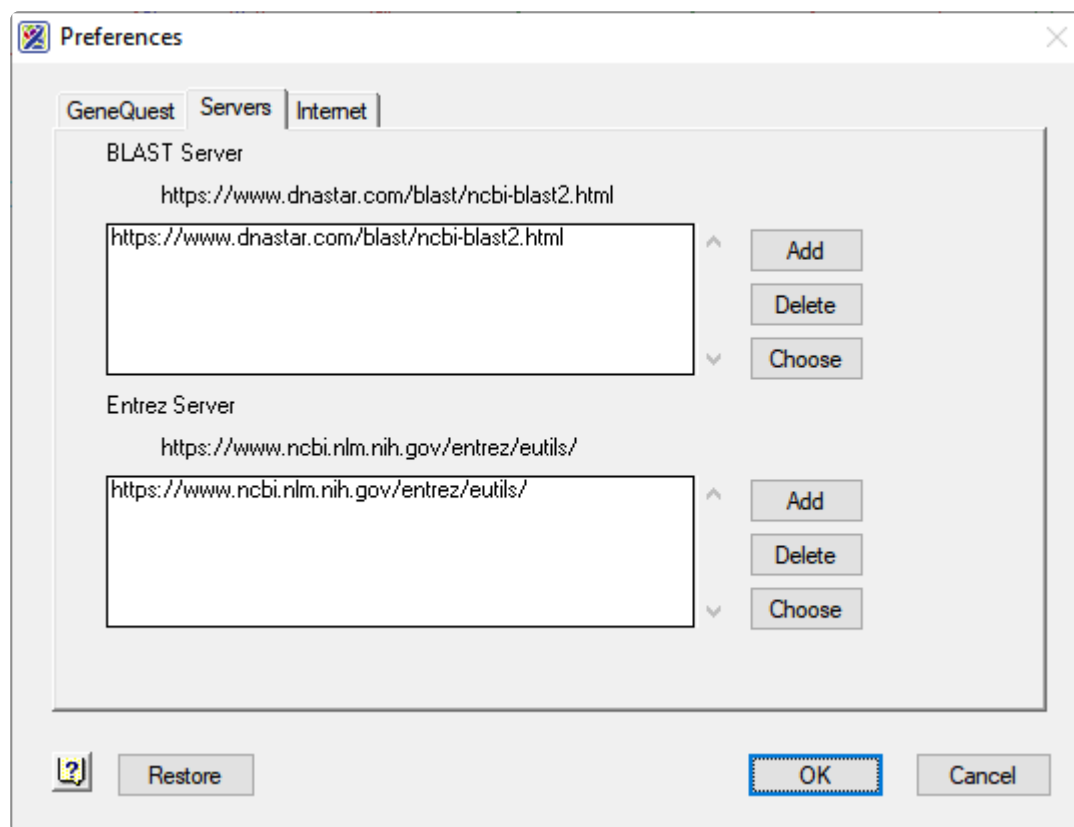 Preferences
GeneQuest Servers Internet
BLAST Server
https://www.dnastar.com/blast/ncbi-blast2.html
https://www.dnastar.com/blast/ncbi-blast2.html
Add
Delete
Choose
Entrez Server
https://www.ncbi.nlm.nih.gov/entrez/eutils/
https://www.ncbi.nlm.nih.gov/entrez/eutils/
Add
Delete
Choose
? Restore OK Cancel